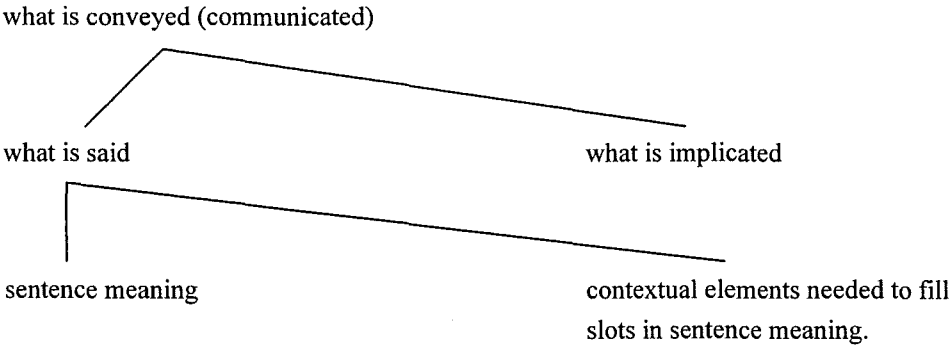 what is conveyed (communicated)
what is said
what is implicated
sentence meaning
contextual elements needed to fill
slots in sentence meaning.